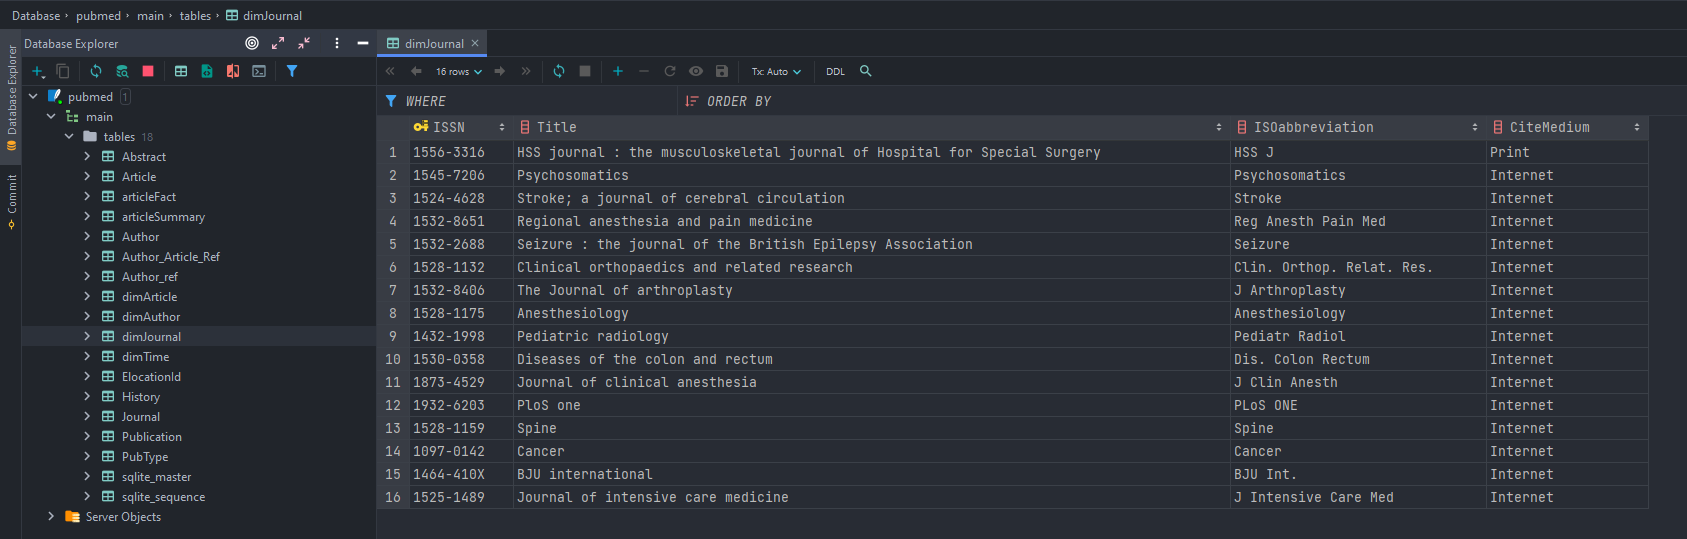 Database › pubmed › main › tables › dimJournal
Database Explorer
dimJournal ×
Database Explorer
Commit
16 rows
Tx: Auto
DDL
pubmed 1
main
tables 18
Abstract
Article
articleFact
articleSummary
Author
Author_Article_Ref
Author_ref
dimArticle
dimAuthor
dimJournal
dimTime
ElocationId
History
Journal
Publication
PubType
sqlite_master
sqlite_sequence
Server Objects
WHERE ORDER BY
ISSN Title ISOabbreviation CiteMedium
1 1556-3316 HSS journal : the musculoskeletal journal of Hospital for Special Surgery HSS J Print
2 1545-7206 Psychosomatics Psychosomatics Internet
3 1524-4628 Stroke; a journal of cerebral circulation Stroke Internet
4 1532-8651 Regional anesthesia and pain medicine Reg Anesth Pain Med Internet
5 1532-2688 Seizure : the journal of the British Epilepsy Association Seizure Internet
6 1528-1132 Clinical orthopaedics and related research Clin. Orthop. Relat. Res. Internet
7 1532-8406 The Journal of arthroplasty J Arthroplasty Internet
8 1528-1175 Anesthesiology Anesthesiology Internet
9 1432-1998 Pediatric radiology Pediatr Radiol Internet
10 1530-0358 Diseases of the colon and rectum Dis. Colon Rectum Internet
11 1873-4529 Journal of clinical anesthesia J Clin Anesth Internet
12 1932-6203 PloS one PLoS ONE Internet
13 1528-1159 Spine Spine Internet
14 1097-0142 Cancer Cancer Internet
15 1464-410X BJU international BJU Int. Internet
16 1525-1489 Journal of intensive care medicine J Intensive Care Med Internet